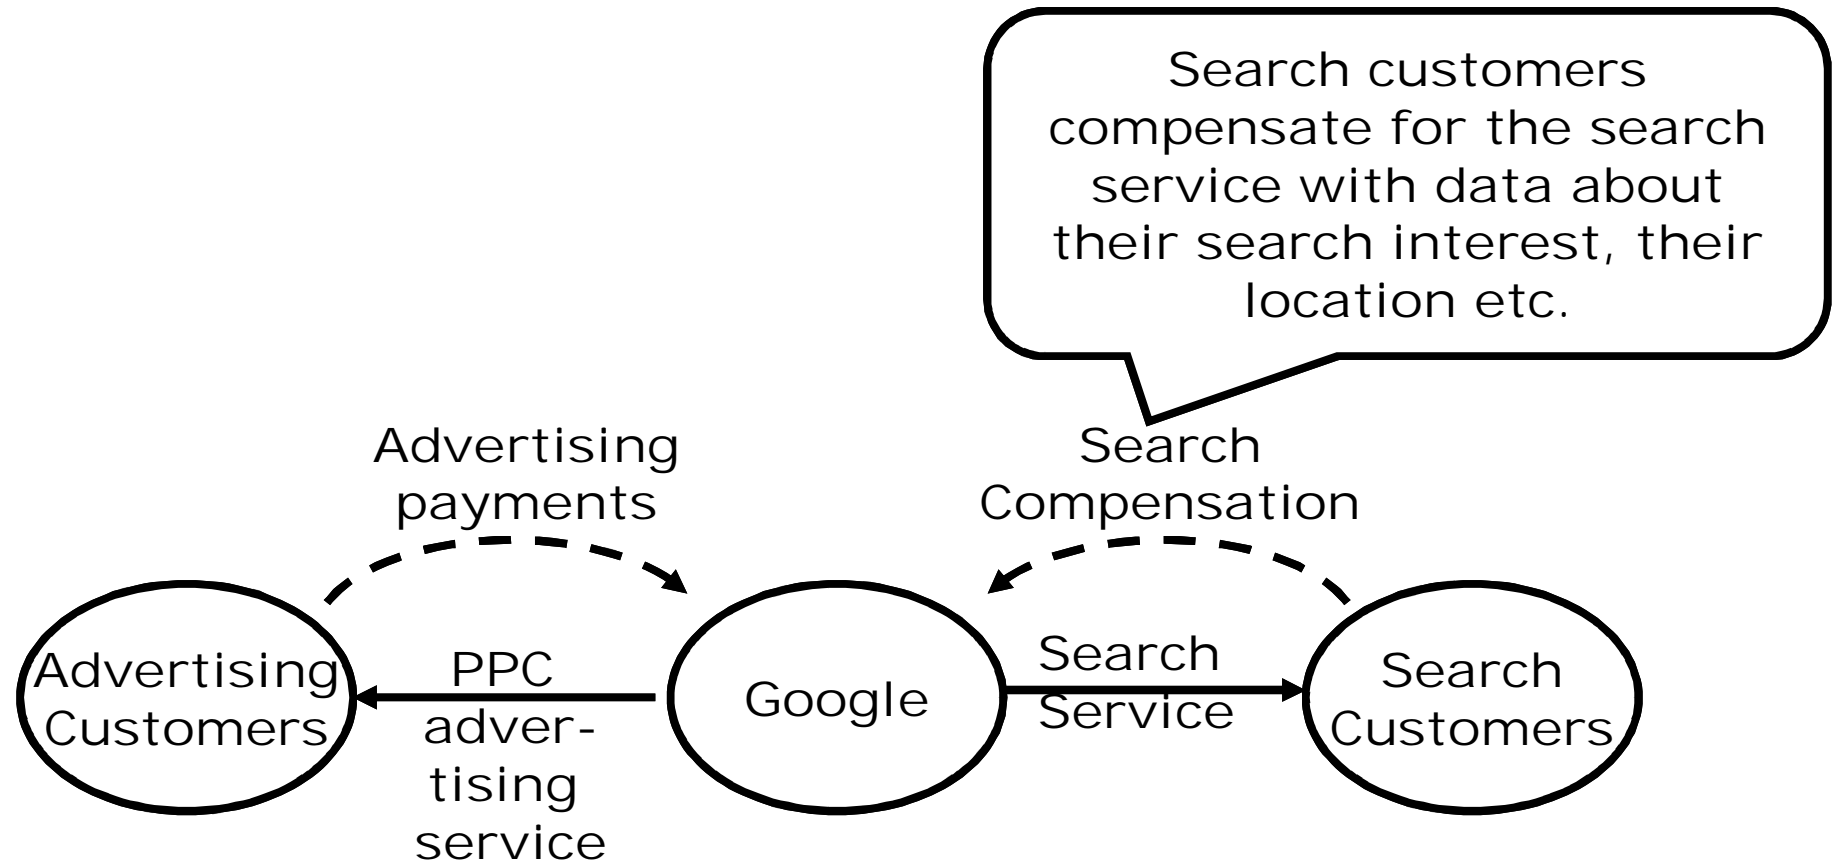 Search customers
compensate for the search
service with data about
their search interest, their
location etc.
Advertising
payments
Search
Compensation
Advertising
Customers
PPC
adver-
tising
service
Google
Search
Service
Search
Customers